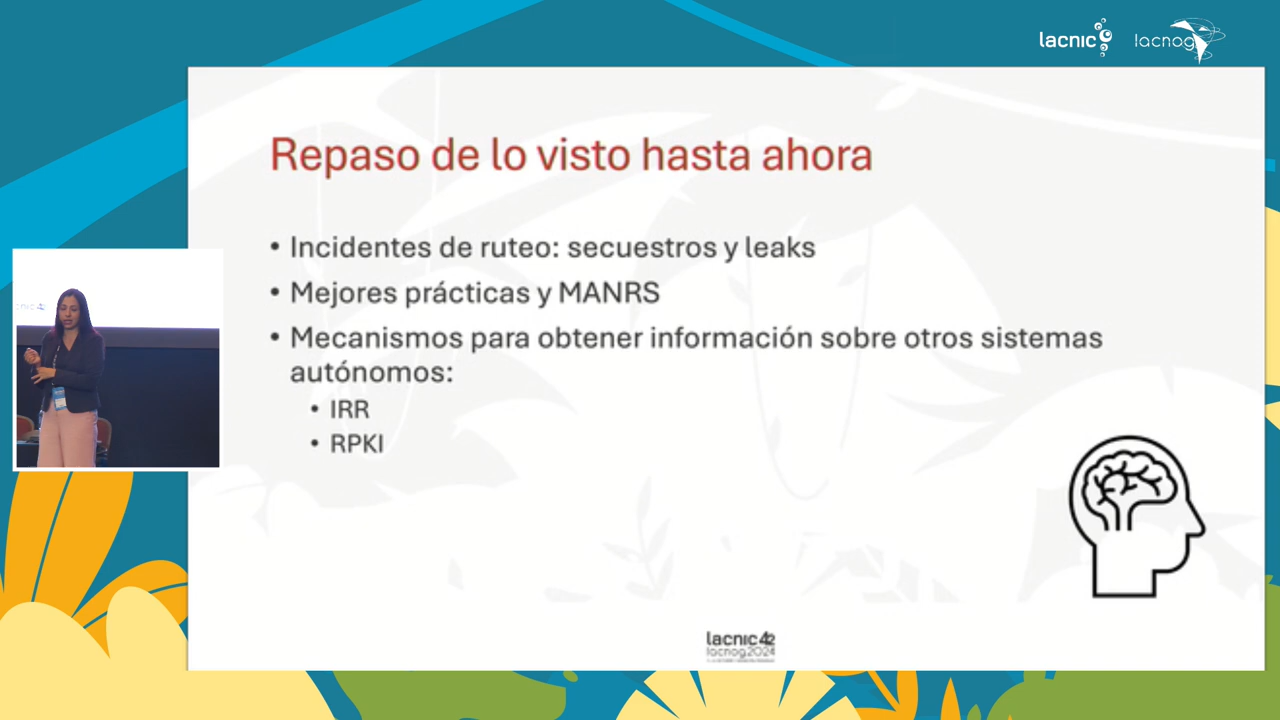 lacnic
lacnog
Repaso de lo visto hasta ahora
• Incidentes de ruteo: secuestros y leaks
• Mejores prácticas y MANRS
• Mecanismos para obtener información sobre otros sistemas
autónomos:
• IRR
• RPKI
lacnic42
lacnog2024